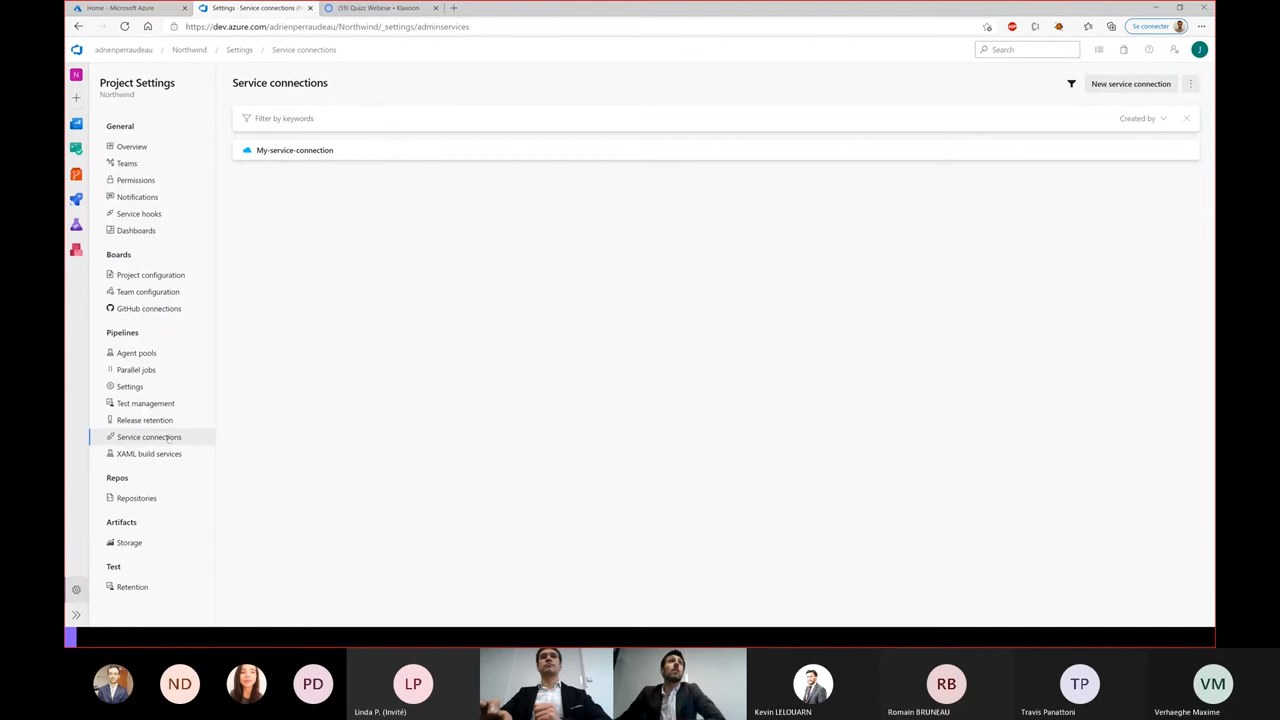 Home - Microsoft Azure
Settings · Service connections (N
(59) Quizz Webinar • Klaxoon
https://dev.azure.com/adrienperraudeau/Northwind/_settings/adminservices
Se connecter
adrienperraudeau / Northwind / Settings / Service connections
Search
J
N
Project Settings
Northwind
General
Overview
Teams
Permissions
Notifications
Service hooks
Dashboards
Boards
Project configuration
Team configuration
GitHub connections
Pipelines
Agent pools
Parallel jobs
Settings
Test management
Release retention
Service connections
XAML build services
Repos
Repositories
Artifacts
Storage
Test
Retention
Service connections
New service connection
Filter by keywords
Created by
My-service-connection
ND
PD
LP
RB
TP
VM
Linda P. (Invité)
Kevin LELOUARN
Romain BRUNEAU
Travis Panattoni
Verhaeghe Maxime